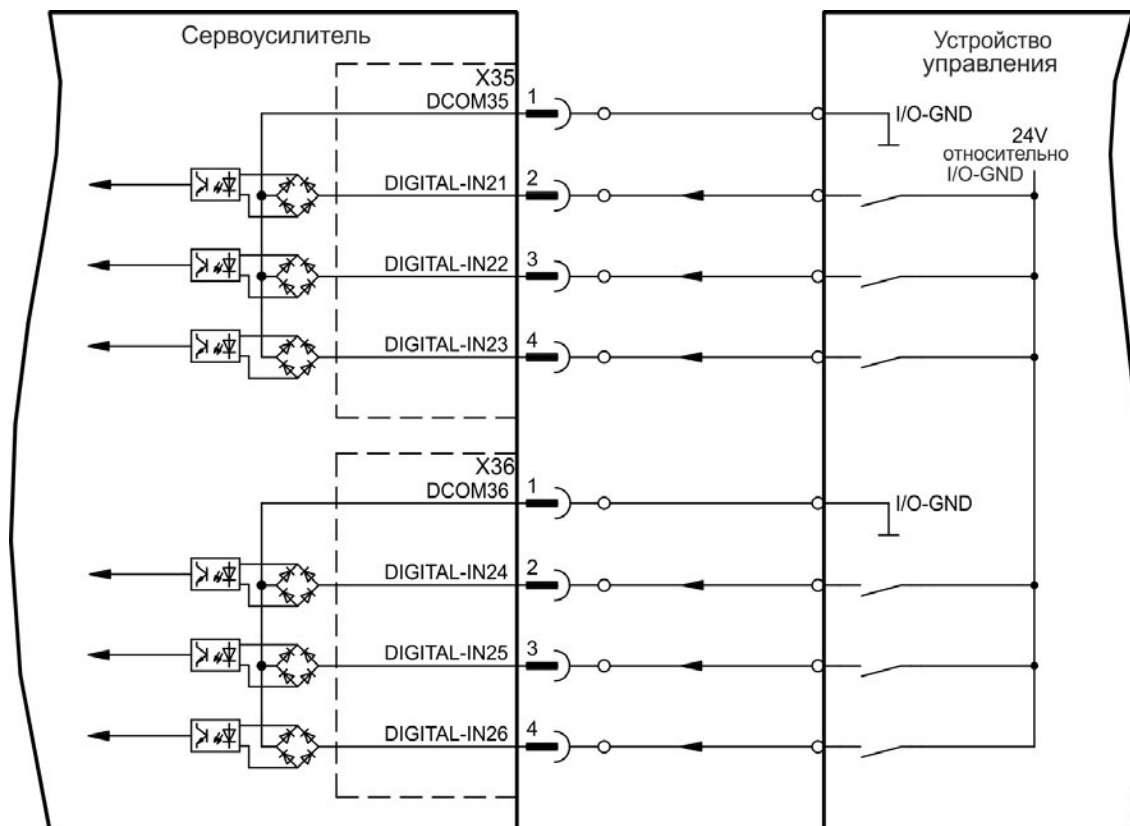 Сервоусилитель
Устройство
управления
X35
DCOM35
1
I/O-GND
24V
относительно
I/O-GND
DIGITAL-IN21
2
DIGITAL-IN22
3
DIGITAL-IN23
4
X36
DCOM36
1
I/O-GND
DIGITAL-IN24
2
DIGITAL-IN25
3
DIGITAL-IN26
4